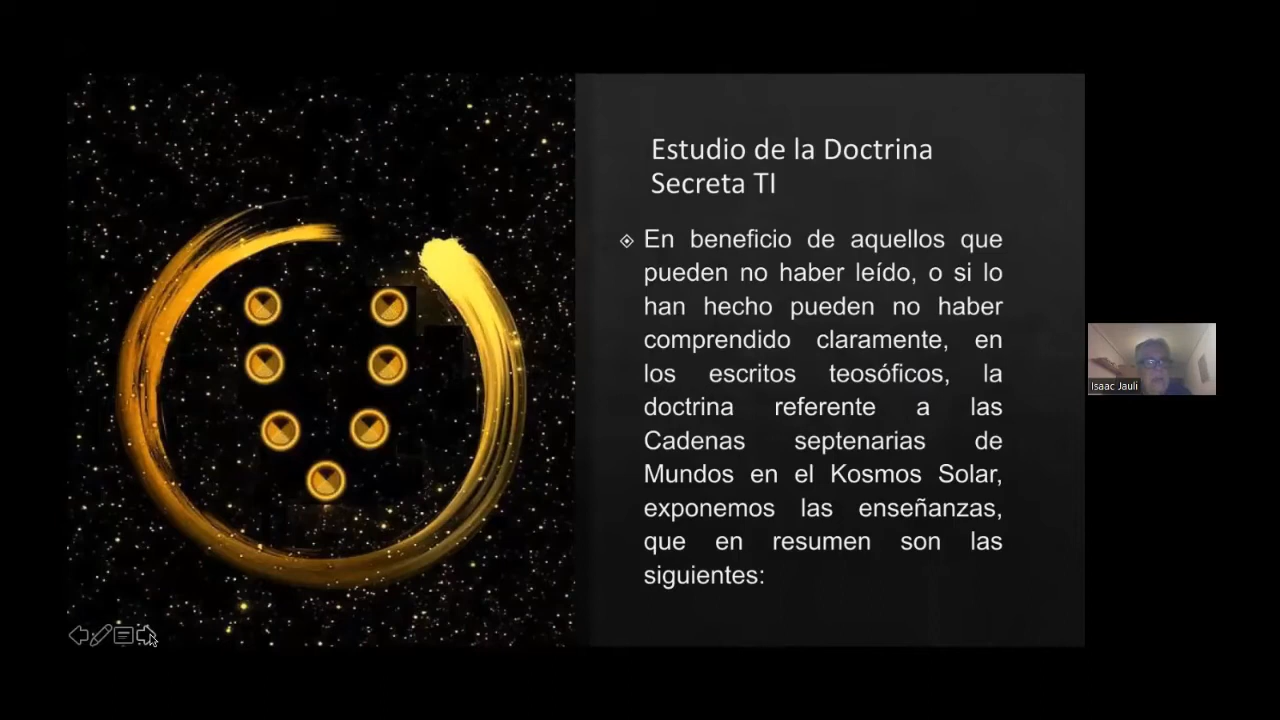 Estudio de la Doctrina
Secreta TI
En beneficio de aquellos que
pueden no haber leído, o si lo
han hecho pueden no haber
comprendido claramente, en
los escritos teosóficos, la
doctrina referente a las
Cadenas septenarias de
Mundos en el Kosmos Solar,
exponemos las enseñanzas,
que en resumen son las
siguientes:
Isaac Jauli